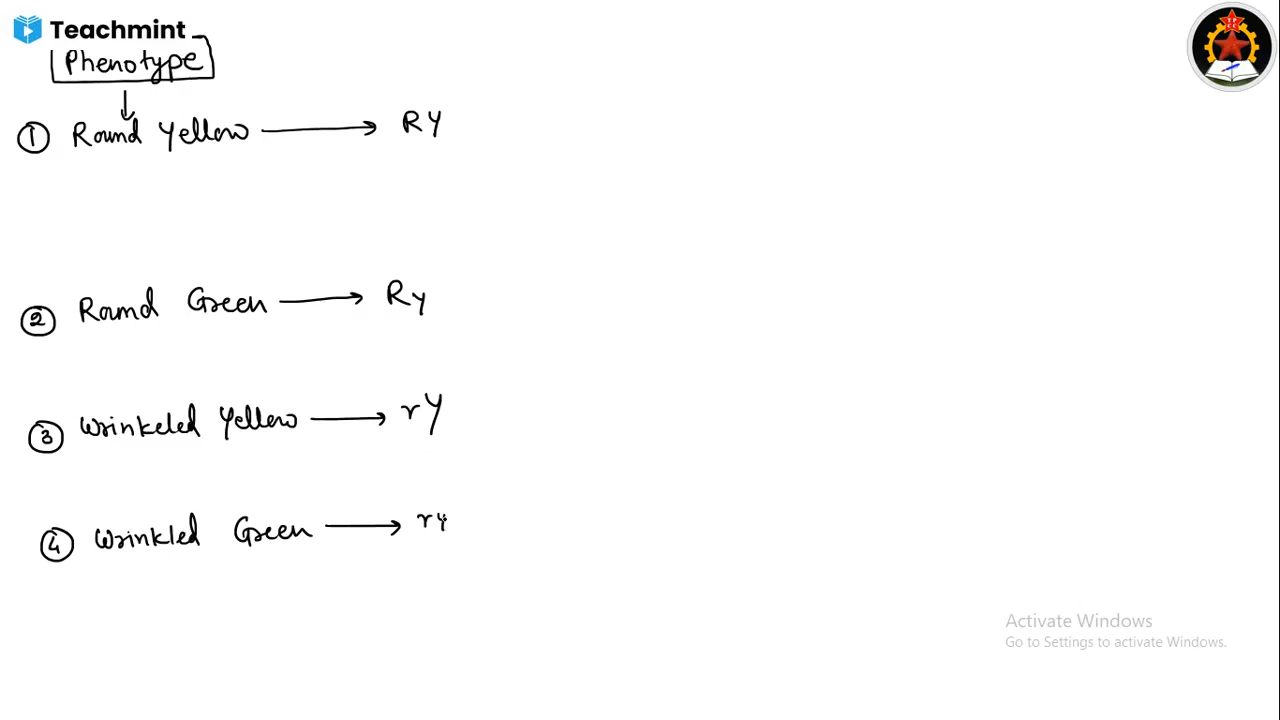 Teachmint
Phenotype
① Round Yellow → RY
② Round Green → Ry
③ Wrinkeled Yellow → rY
④ Wrinkled Green → ry
Activate Windows
Go to Settings to activate Windows.